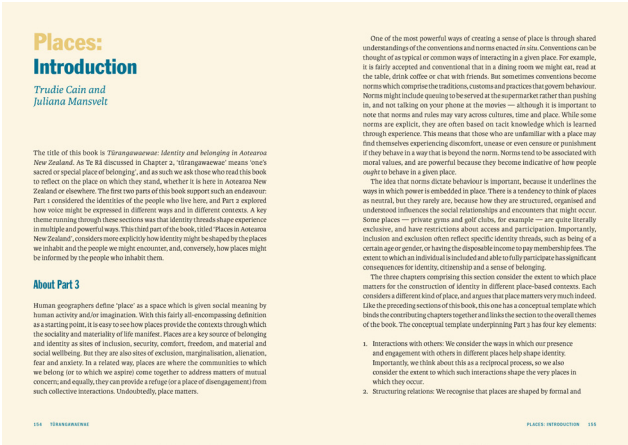 Places:
Introduction
Trudie Cain and
Juliana Mansvelt
The title of this book is Tūrangawaewae: Identity and belonging in Aotearoa
New Zealand. As Te Rā discussed in Chapter 2, ‘tūrangawaewae’ means ‘one’s
sacred or special place of belonging’, and as such we ask those who read this book
to reflect on the place on which they stand, whether it is here in Aotearoa New
Zealand or elsewhere. The first two parts of this book support such an endeavour:
Part 1 considered the identities of the people who live here, and Part 2 explored
how voice might be expressed in different ways and in different contexts. A key
theme running through these sections was that identity threads shape experience
in multiple and powerful ways. This third part of the book, titled ‘Places in Aotearoa
New Zealand’, considers more explicitly how identity might be shaped by the places
we inhabit and the people we might encounter, and, conversely, how places might
be informed by the people who inhabit them.
About Part 3
Human geographers define ‘place’ as a space which is given social meaning by
human activity and/or imagination. With this fairly all-encompassing definition
as a starting point, it is easy to see how places provide the contexts through which
the sociality and materiality of life manifest. Places are a key source of belonging
and identity as sites of inclusion, security, comfort, freedom, and material and
social wellbeing. But they are also sites of exclusion, marginalisation, alienation,
fear and anxiety. In a related way, places are where the communities to which
we belong (or to which we aspire) come together to address matters of mutual
concern; and equally, they can provide a refuge (or a place of disengagement) from
such collective interactions. Undoubtedly, place matters.
154 TŪRANGAWAEWAE
One of the most powerful ways of creating a sense of place is through shared
understandings of the conventions and norms enacted in situ. Conventions can be
thought of as typical or common ways of interacting in a given place. For example,
it is fairly accepted and conventional that in a dining room we might eat, read at
the table, drink coffee or chat with friends. But sometimes conventions become
norms which comprise the traditions, customs and practices that govern behaviour.
Norms might include queuing to be served at the supermarket rather than pushing
in, and not talking on your phone at the movies — although it is important to
note that norms and rules may vary across cultures, time and place. While some
norms are explicit, they are often based on tacit knowledge which is learned
through experience. This means that those who are unfamiliar with a place may
find themselves experiencing discomfort, unease or even censure or punishment
if they behave in a way that is beyond the norm. Norms tend to be associated with
moral values, and are powerful because they become indicative of how people
ought to behave in a given place.
The idea that norms dictate behaviour is important, because it underlines the
ways in which power is embedded in place. There is a tendency to think of places
as neutral, but they rarely are, because how they are structured, organised and
understood influences the social relationships and encounters that might occur.
Some places — private gyms and golf clubs, for example — are quite literally
exclusive, and have restrictions about access and participation. Importantly,
inclusion and exclusion often reflect specific identity threads, such as being of a
certain age or gender, or having the disposable income to pay membership fees. The
extent to which an individual is included and able to fully participate has significant
consequences for identity, citizenship and a sense of belonging.
The three chapters comprising this section consider the extent to which place
matters for the construction of identity in different place-based contexts. Each
considers a different kind of place, and argues that place matters very much indeed.
Like the preceding sections of this book, this one has a conceptual template which
binds the contributing chapters together and links the section to the overall themes
of the book. The conceptual template underpinning Part 3 has four key elements:
1. Interactions with others: We consider the ways in which our presence
and engagement with others in different places help shape identity.
Importantly, we think about this as a reciprocal process, so we also
consider the extent to which such interactions shape the very places in
which they occur.
2. Structuring relations: We recognise that places are shaped by formal and
PLACES: INTRODUCTION 155